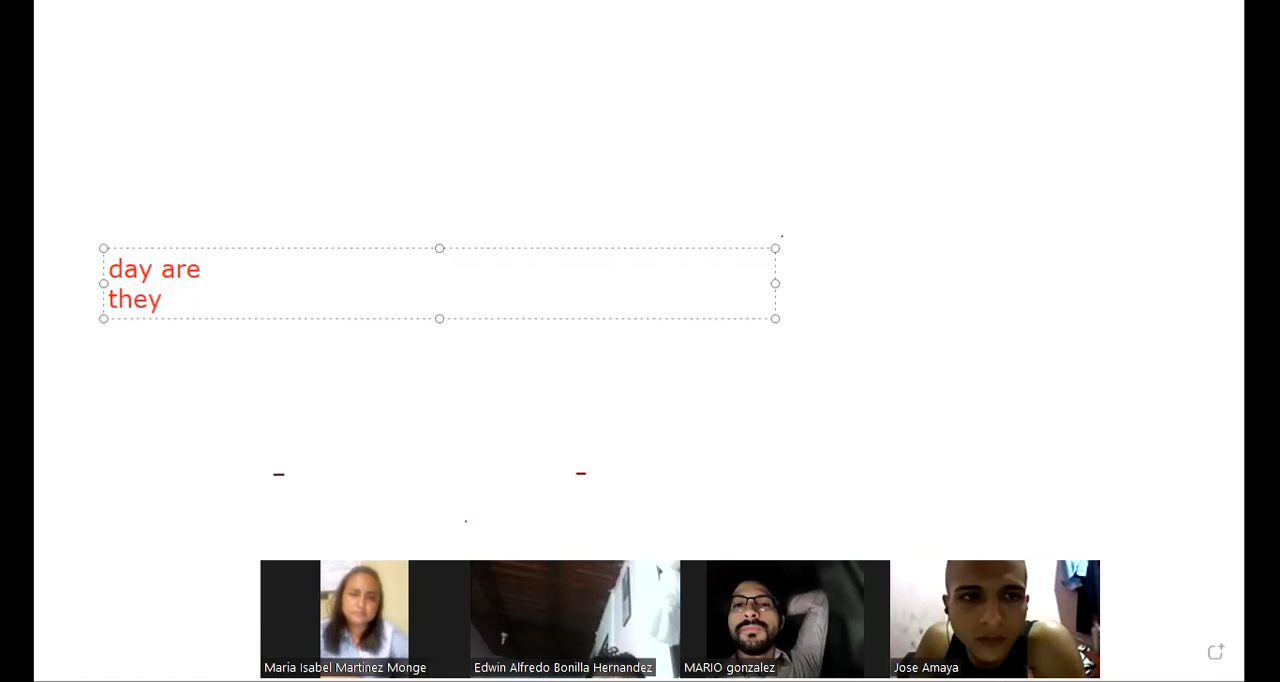 day are
they
Maria Isabel Martinez Monge
Edwin Alfredo Bonilla Hernandez
MARIO gonzalez
Jose Amaya